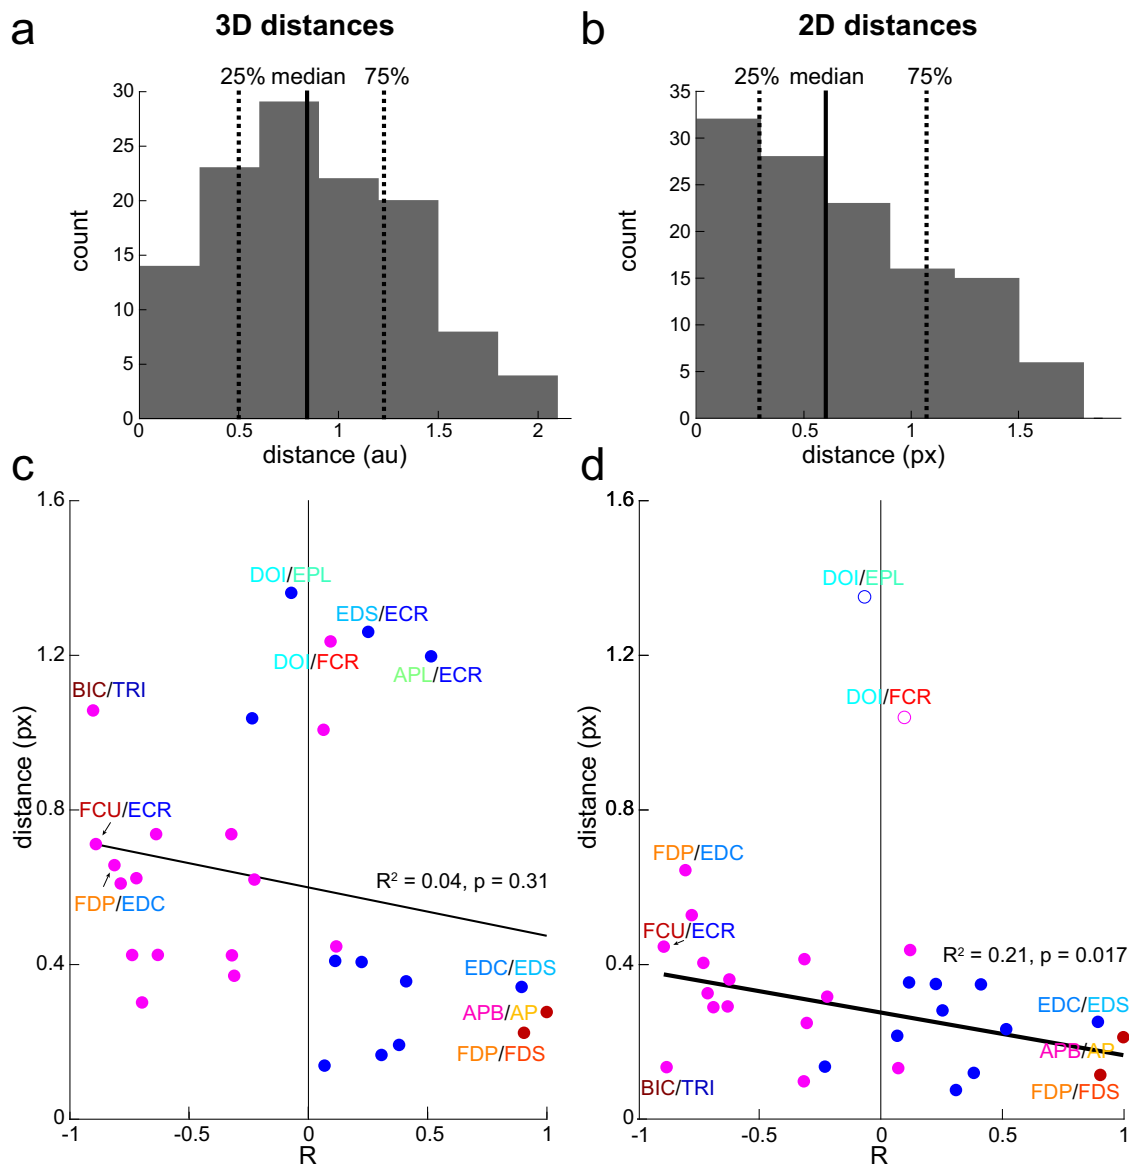 a
3D distances
25% median 75%
30
25
20
15
10
5
0
count
0 0.5 1 1.5 2
distance (au)
b
2D distances
25% median 75%
35
30
25
20
15
10
5
0
count
0 0.5 1 1.5
distance (px)
c
1.6
1.2
0.8
0.4
0
distance (px)
DOI/EPL
EDS/ECR
DOI/FCR
APL/ECR
BIC/TRI
FCU/ECR
R² = 0.04, p = 0.31
FDP/EDC
EDC/EDS
APB/AP
FDP/FDS
-1 -0.5 0 0.5 1
R
d
1.6
1.2
0.8
0.4
0
distance (px)
DOI/EPL
DOI/FCR
FDP/EDC
FCU/ECR
R² = 0.21, p = 0.017
EDC/EDS
APB/AP
BIC/TRI
FDP/FDS
-1 -0.5 0 0.5 1
R